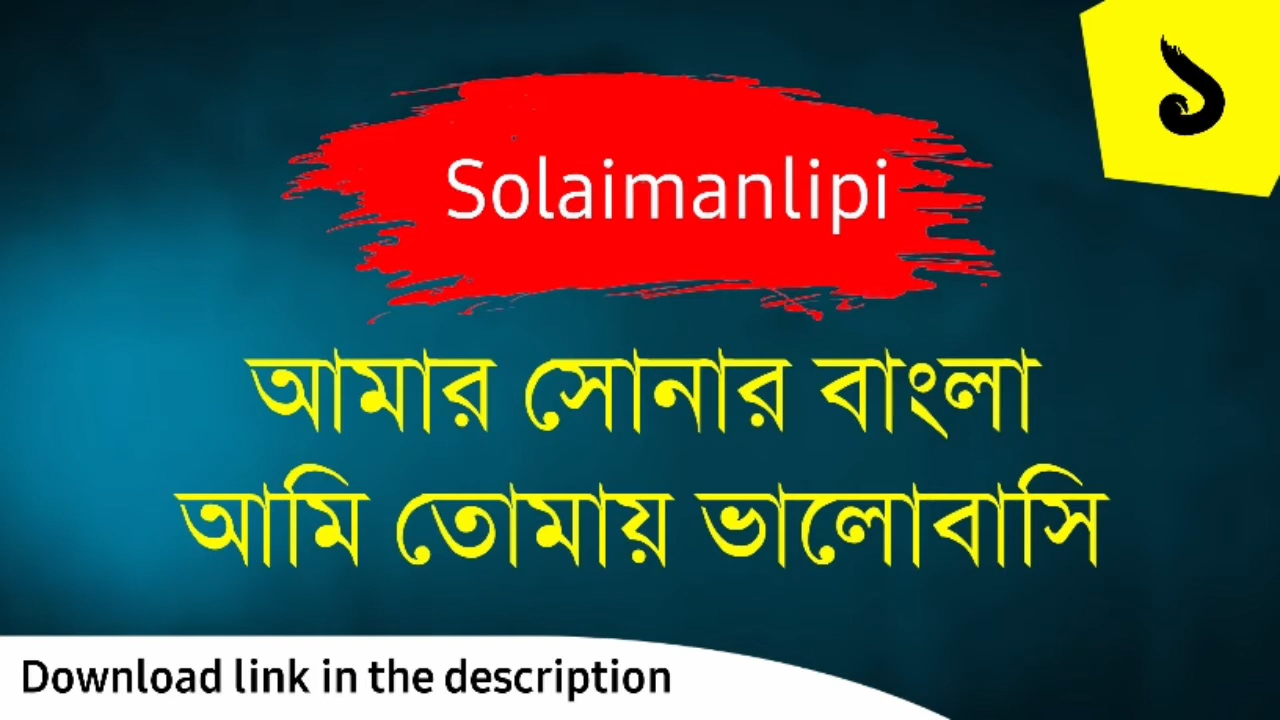 ১
Solaimanlipi
আমার সোনার বাংলা
আমি তোমায় ভালোবাসি
Download link in the description